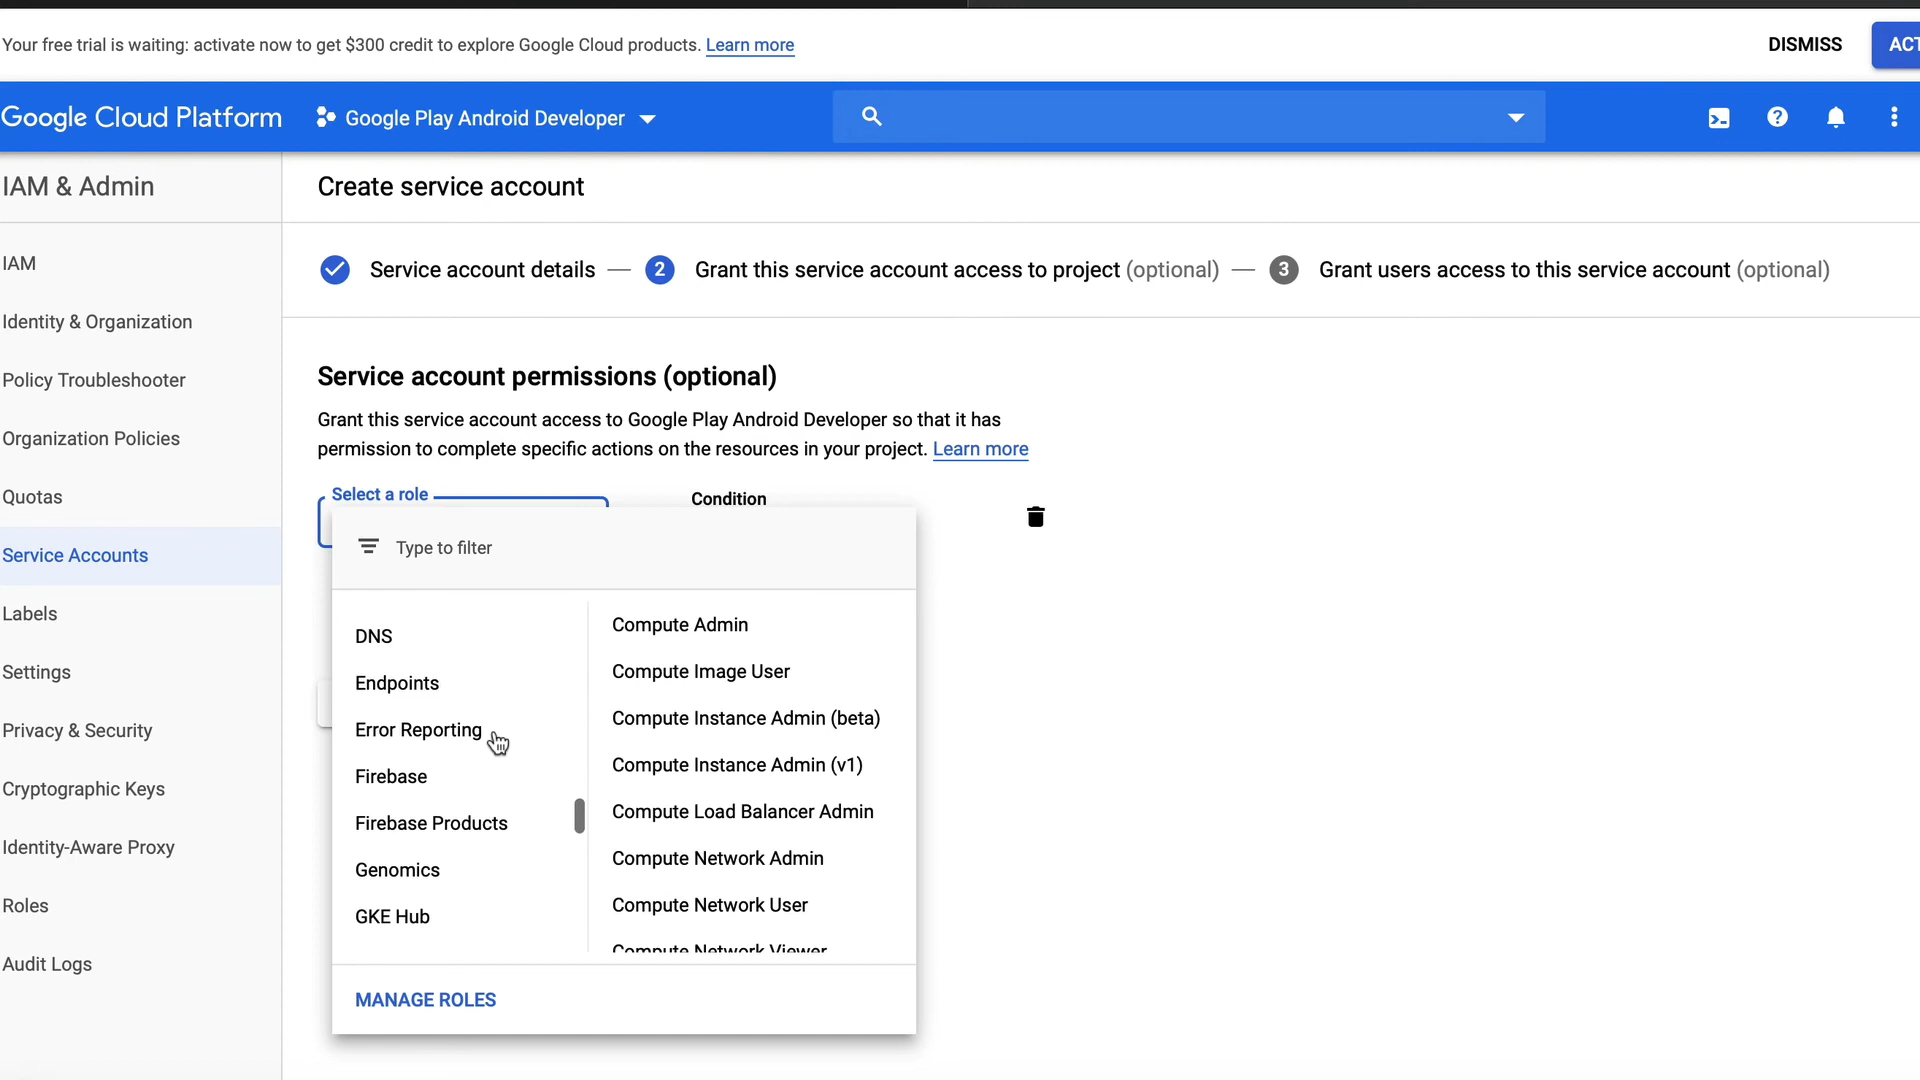 Your free trial is waiting: activate now to get $300 credit to explore Google Cloud products. Learn more
DISMISS
ACT
Google Cloud Platform
Google Play Android Developer
IAM & Admin
IAM
Identity & Organization
Policy Troubleshooter
Organization Policies
Quotas
Service Accounts
Labels
Settings
Privacy & Security
Cryptographic Keys
Identity-Aware Proxy
Roles
Audit Logs
Create service account
Service account details
2
Grant this service account access to project (optional)
3
Grant users access to this service account (optional)
Service account permissions (optional)
Grant this service account access to Google Play Android Developer so that it has
permission to complete specific actions on the resources in your project. Learn more
Select a role
Condition
Type to filter
DNS
Endpoints
Error Reporting
Firebase
Firebase Products
Genomics
GKE Hub
Compute Admin
Compute Image User
Compute Instance Admin (beta)
Compute Instance Admin (v1)
Compute Load Balancer Admin
Compute Network Admin
Compute Network User
Compute Network Viewer
MANAGE ROLES